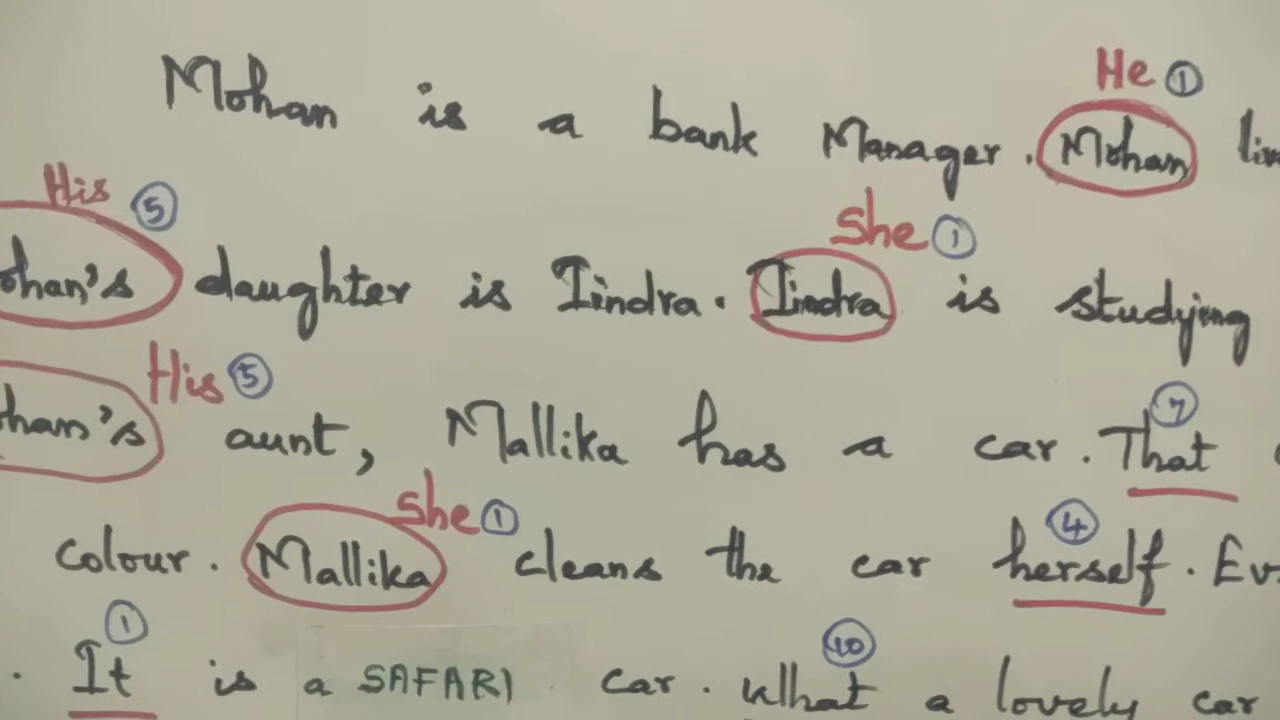 He ①
Mohan is a bank Manager. Mohan
His ⑤ She ①
daughter is Iindra. Iindra is studying
His ⑤ ⑦
aunt, Mallika has a car. That
She ① ④
colour. Mallika cleans the car herself.
① ⑩
. It is a SAFARI car. What a lovely car